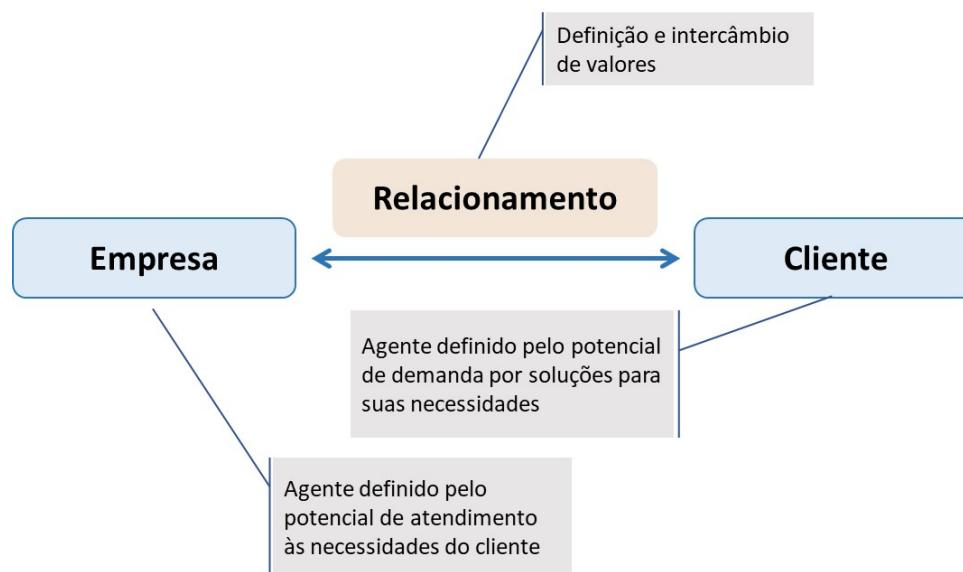 Definição e intercâmbio
de valores
Relacionamento
Empresa
Cliente
Agente definido pelo potencial
de demanda por soluções para
suas necessidades
Agente definido pelo
potencial de atendimento
às necessidades do cliente